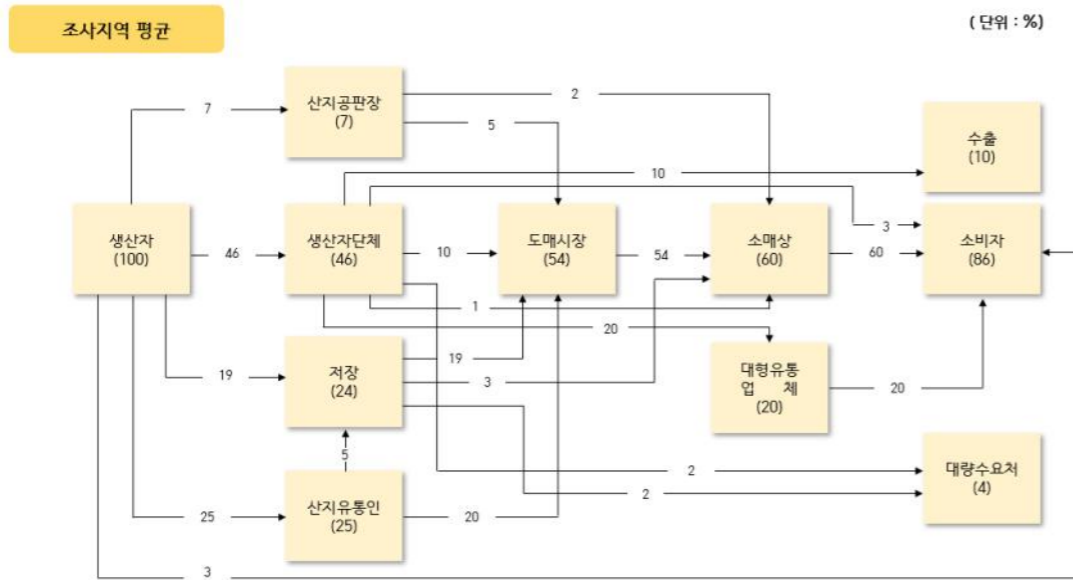 조사지역 평균
( 단위 : %)
산지공판장
(7)
7
2
5
수출
(10)
10
생산자
(100)
46
생산자단체
(46)
10
도매시장
(54)
54
소매상
(60)
60
3
소비자
(86)
1
20
저장
(24)
19
19
3
대형유통
업 체
(20)
20
5
2
2
대량수요처
(4)
산지유통인
(25)
25
20
3